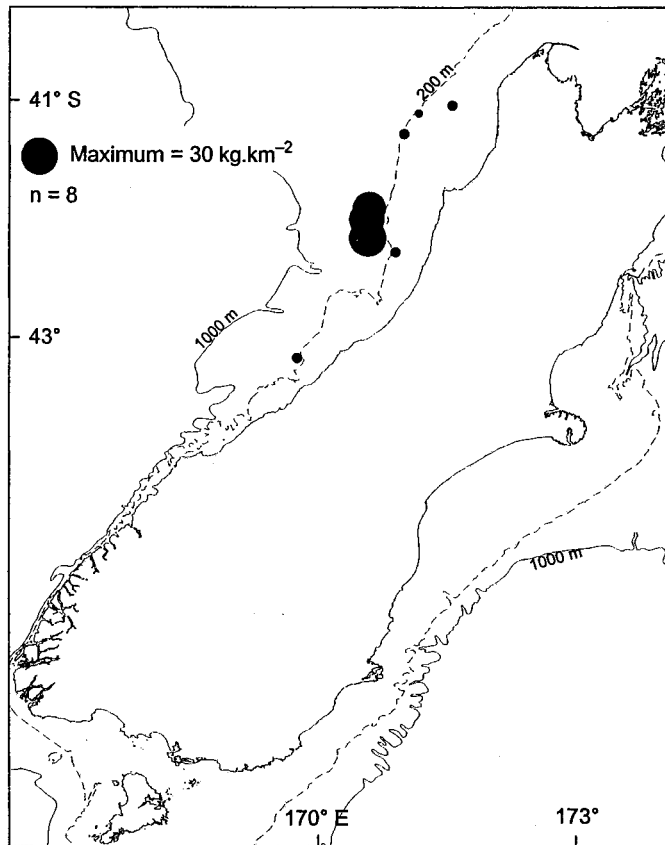 200 m
41° S
Maximum = 30 kg.km⁻²
n = 8
1000 m
43°
1000 m
170° E
173°